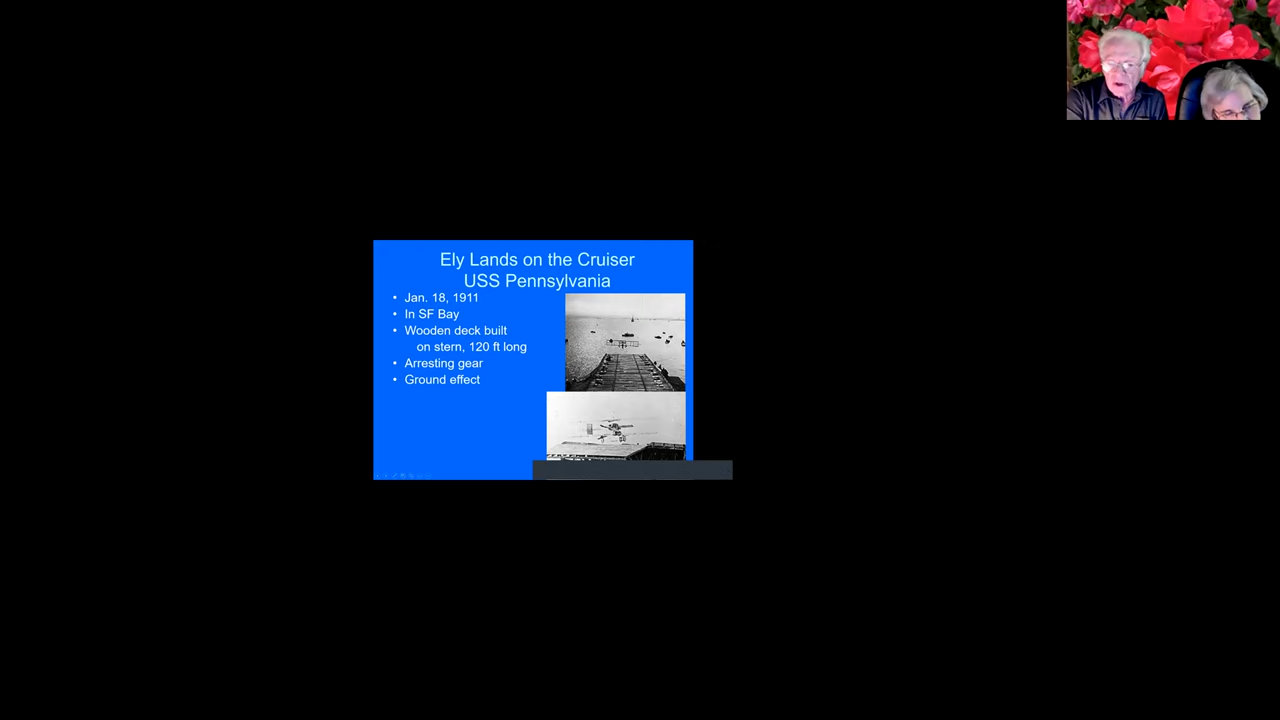 Ely Lands on the Cruiser
USS Pennsylvania
• Jan. 18, 1911
• In SF Bay
• Wooden deck built
on stern, 120 ft long
• Arresting gear
• Ground effect